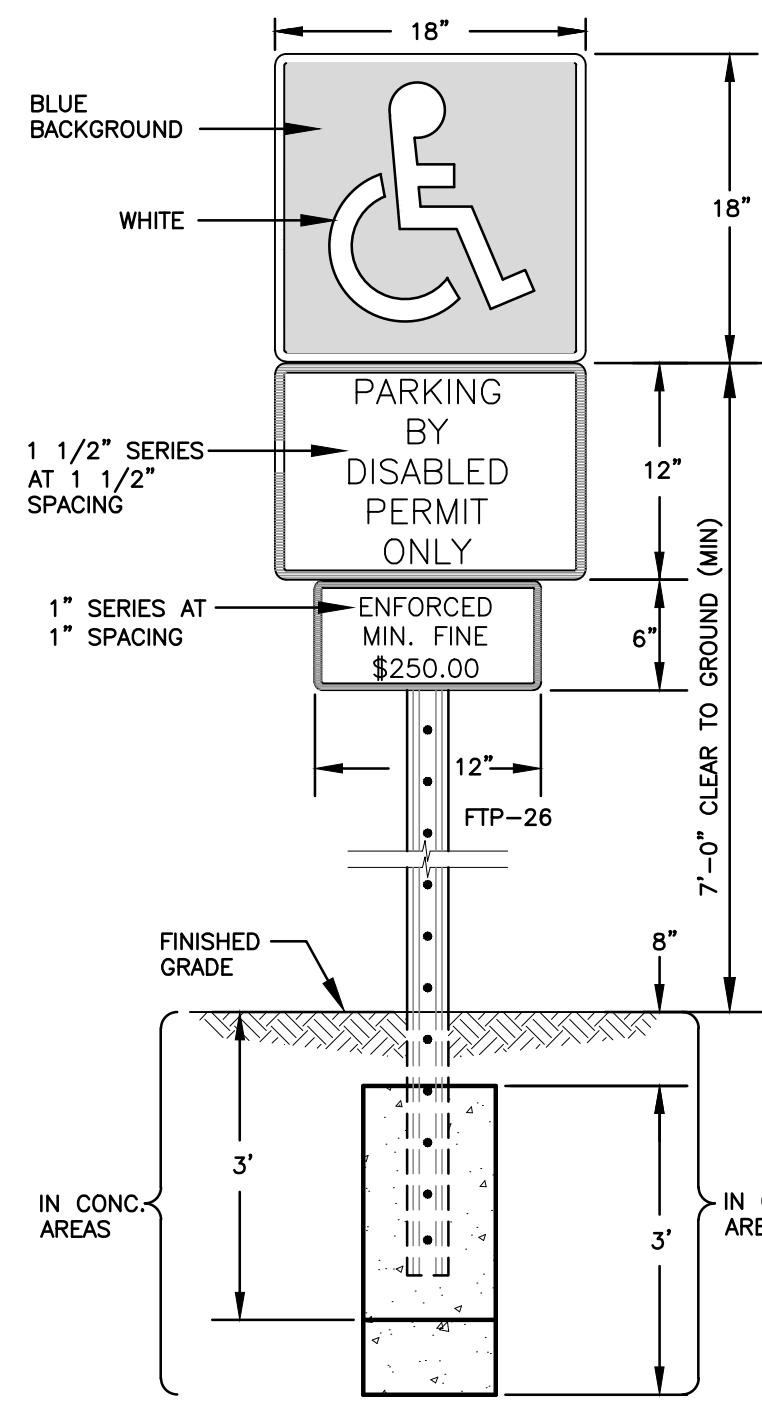 18"
BLUE
BACKGROUND
WHITE
18"
PARKING
BY
DISABLED
PERMIT
ONLY
1 1/2" SERIES
AT 1 1/2"
SPACING
12"
1" SERIES AT
1" SPACING
ENFORCED
MIN. FINE
$250.00
6"
7'-0" CLEAR TO GROUND (MIN)
12"
FTP-26
FINISHED
GRADE
8"
3'
IN CONC.
AREAS
3'
IN